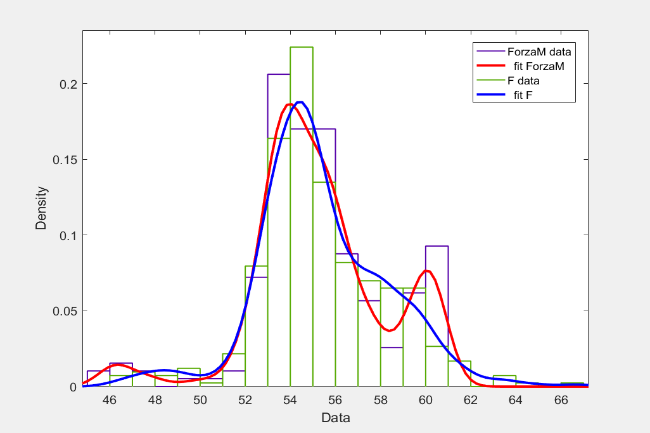 ForzaM data
fit ForzaM
F data
fit F
0.2
0.15
0.1
0.05
0
Density
46 48 50 52 54 56 58 60 62 64 66
Data